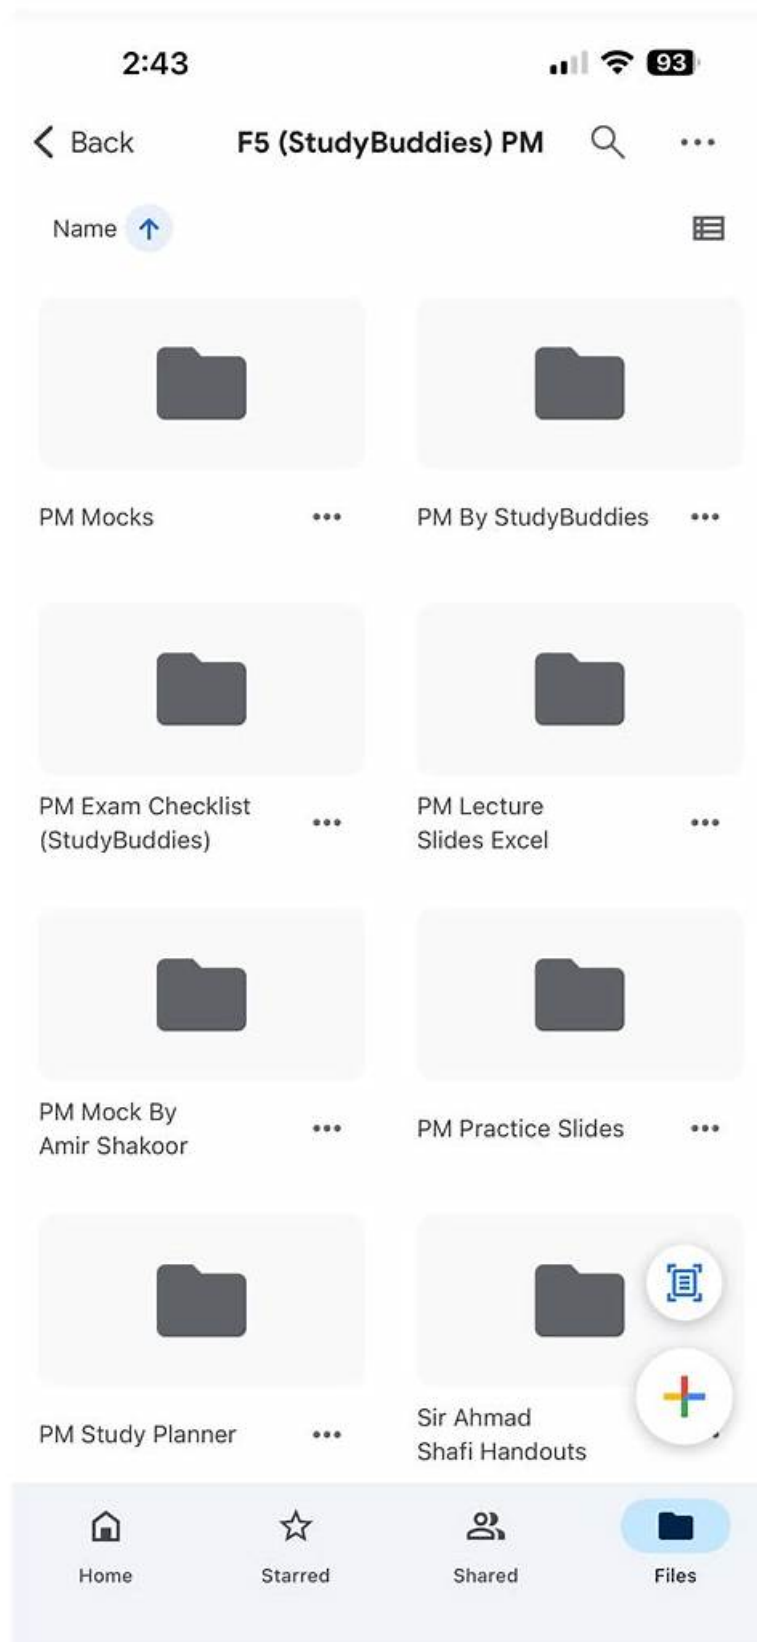 2:43
93
Back
F5 (StudyBuddies) PM
Name
PM Mocks
PM By StudyBuddies
PM Exam Checklist
(StudyBuddies)
PM Lecture
Slides Excel
PM Mock By
Amir Shakoor
PM Practice Slides
PM Study Planner
Sir Ahmad
Shafi Handouts
Home
Starred
Shared
Files